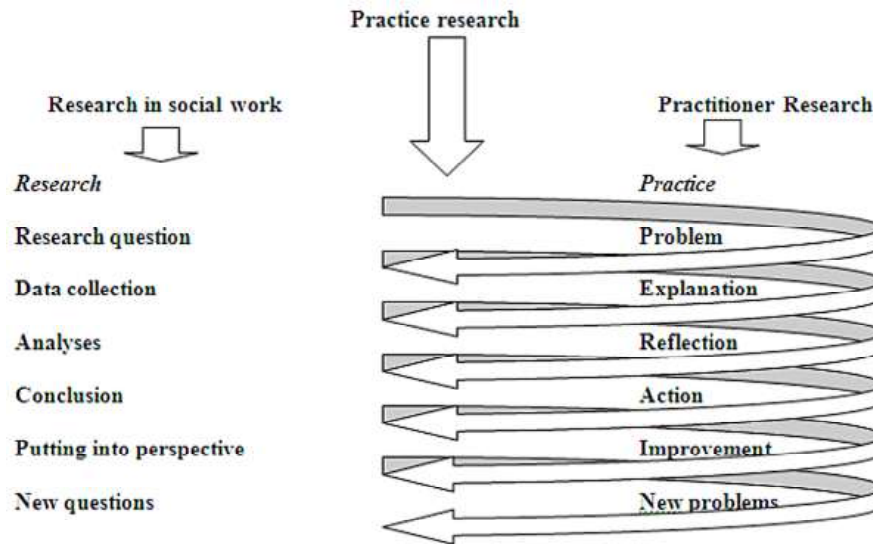 Practice research
Research in social work
Practitioner Research
Research
Practice
Research question
Problem
Data collection
Explanation
Analyses
Reflection
Conclusion
Action
Putting into perspective
Improvement
New questions
New problems